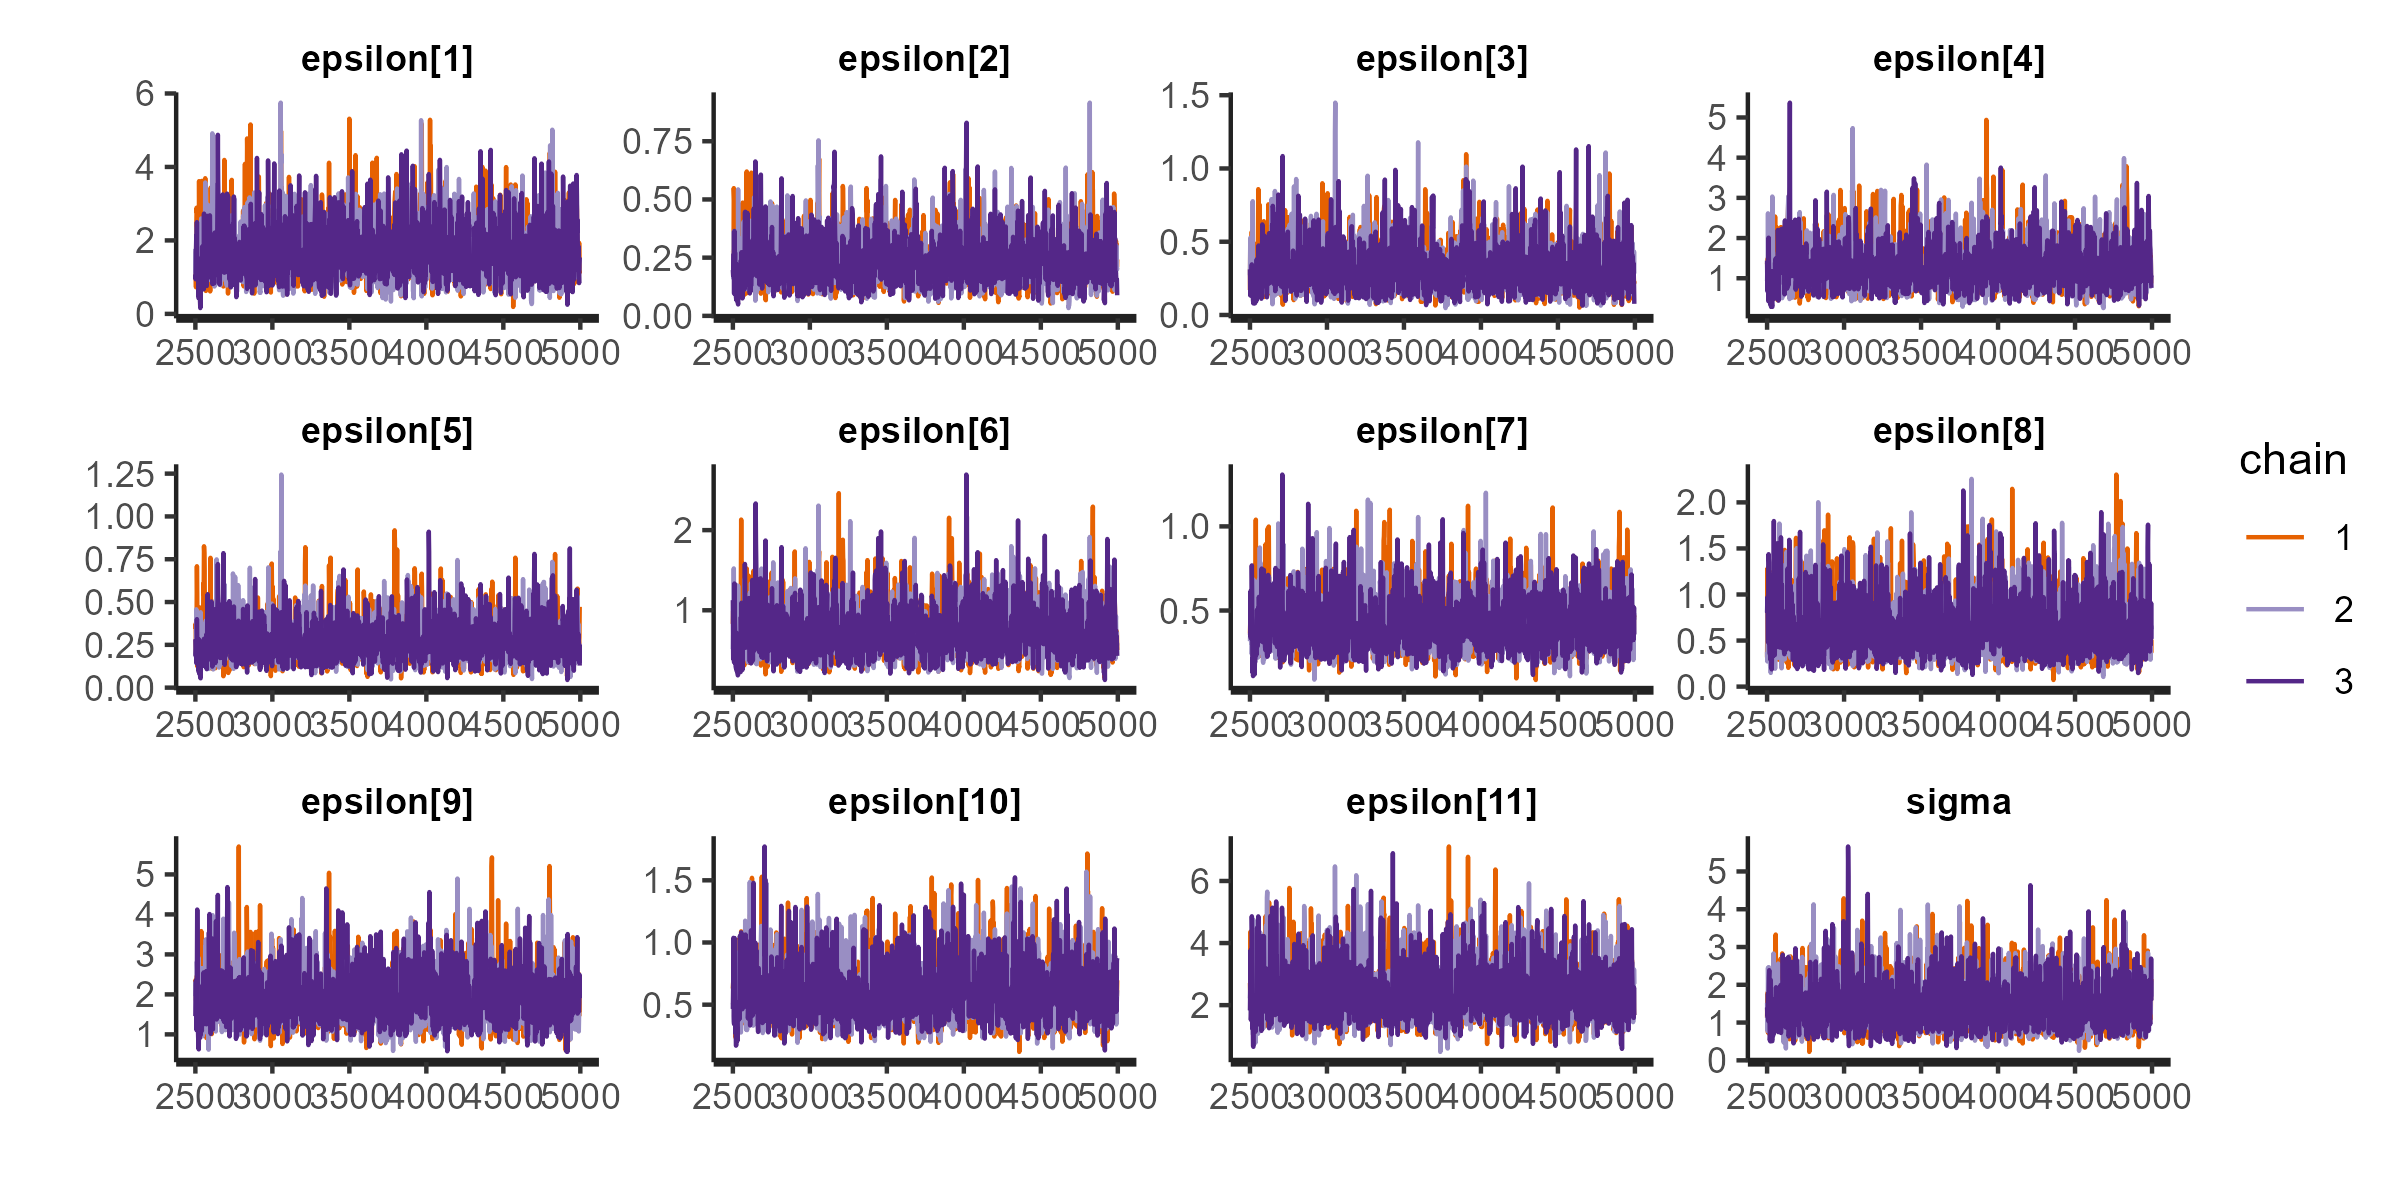 epsilon[1] epsilon[2] epsilon[3] epsilon[4]
6 4 2 0
0.75 0.50 0.25 0.00
1.5 1.0 0.5 0.0
5 4 3 2 1
2500 3000 3500 4000 4500 5000 2500 3000 3500 4000 4500 5000 2500 3000 3500 4000 4500 5000 2500 3000 3500 4000 4500 5000
epsilon[5] epsilon[6] epsilon[7] epsilon[8]
1.25 1.00 0.75 0.50 0.25 0.00
2 1
1.0 0.5
2.0 1.5 1.0 0.5 0.0
2500 3000 3500 4000 4500 5000 2500 3000 3500 4000 4500 5000 2500 3000 3500 4000 4500 5000 2500 3000 3500 4000 4500 5000
epsilon[9] epsilon[10] epsilon[11] sigma
5 4 3 2 1
1.5 1.0 0.5
6 4 2
5 4 3 2 1 0
2500 3000 3500 4000 4500 5000 2500 3000 3500 4000 4500 5000 2500 3000 3500 4000 4500 5000 2500 3000 3500 4000 4500 5000
chain
1
2
3